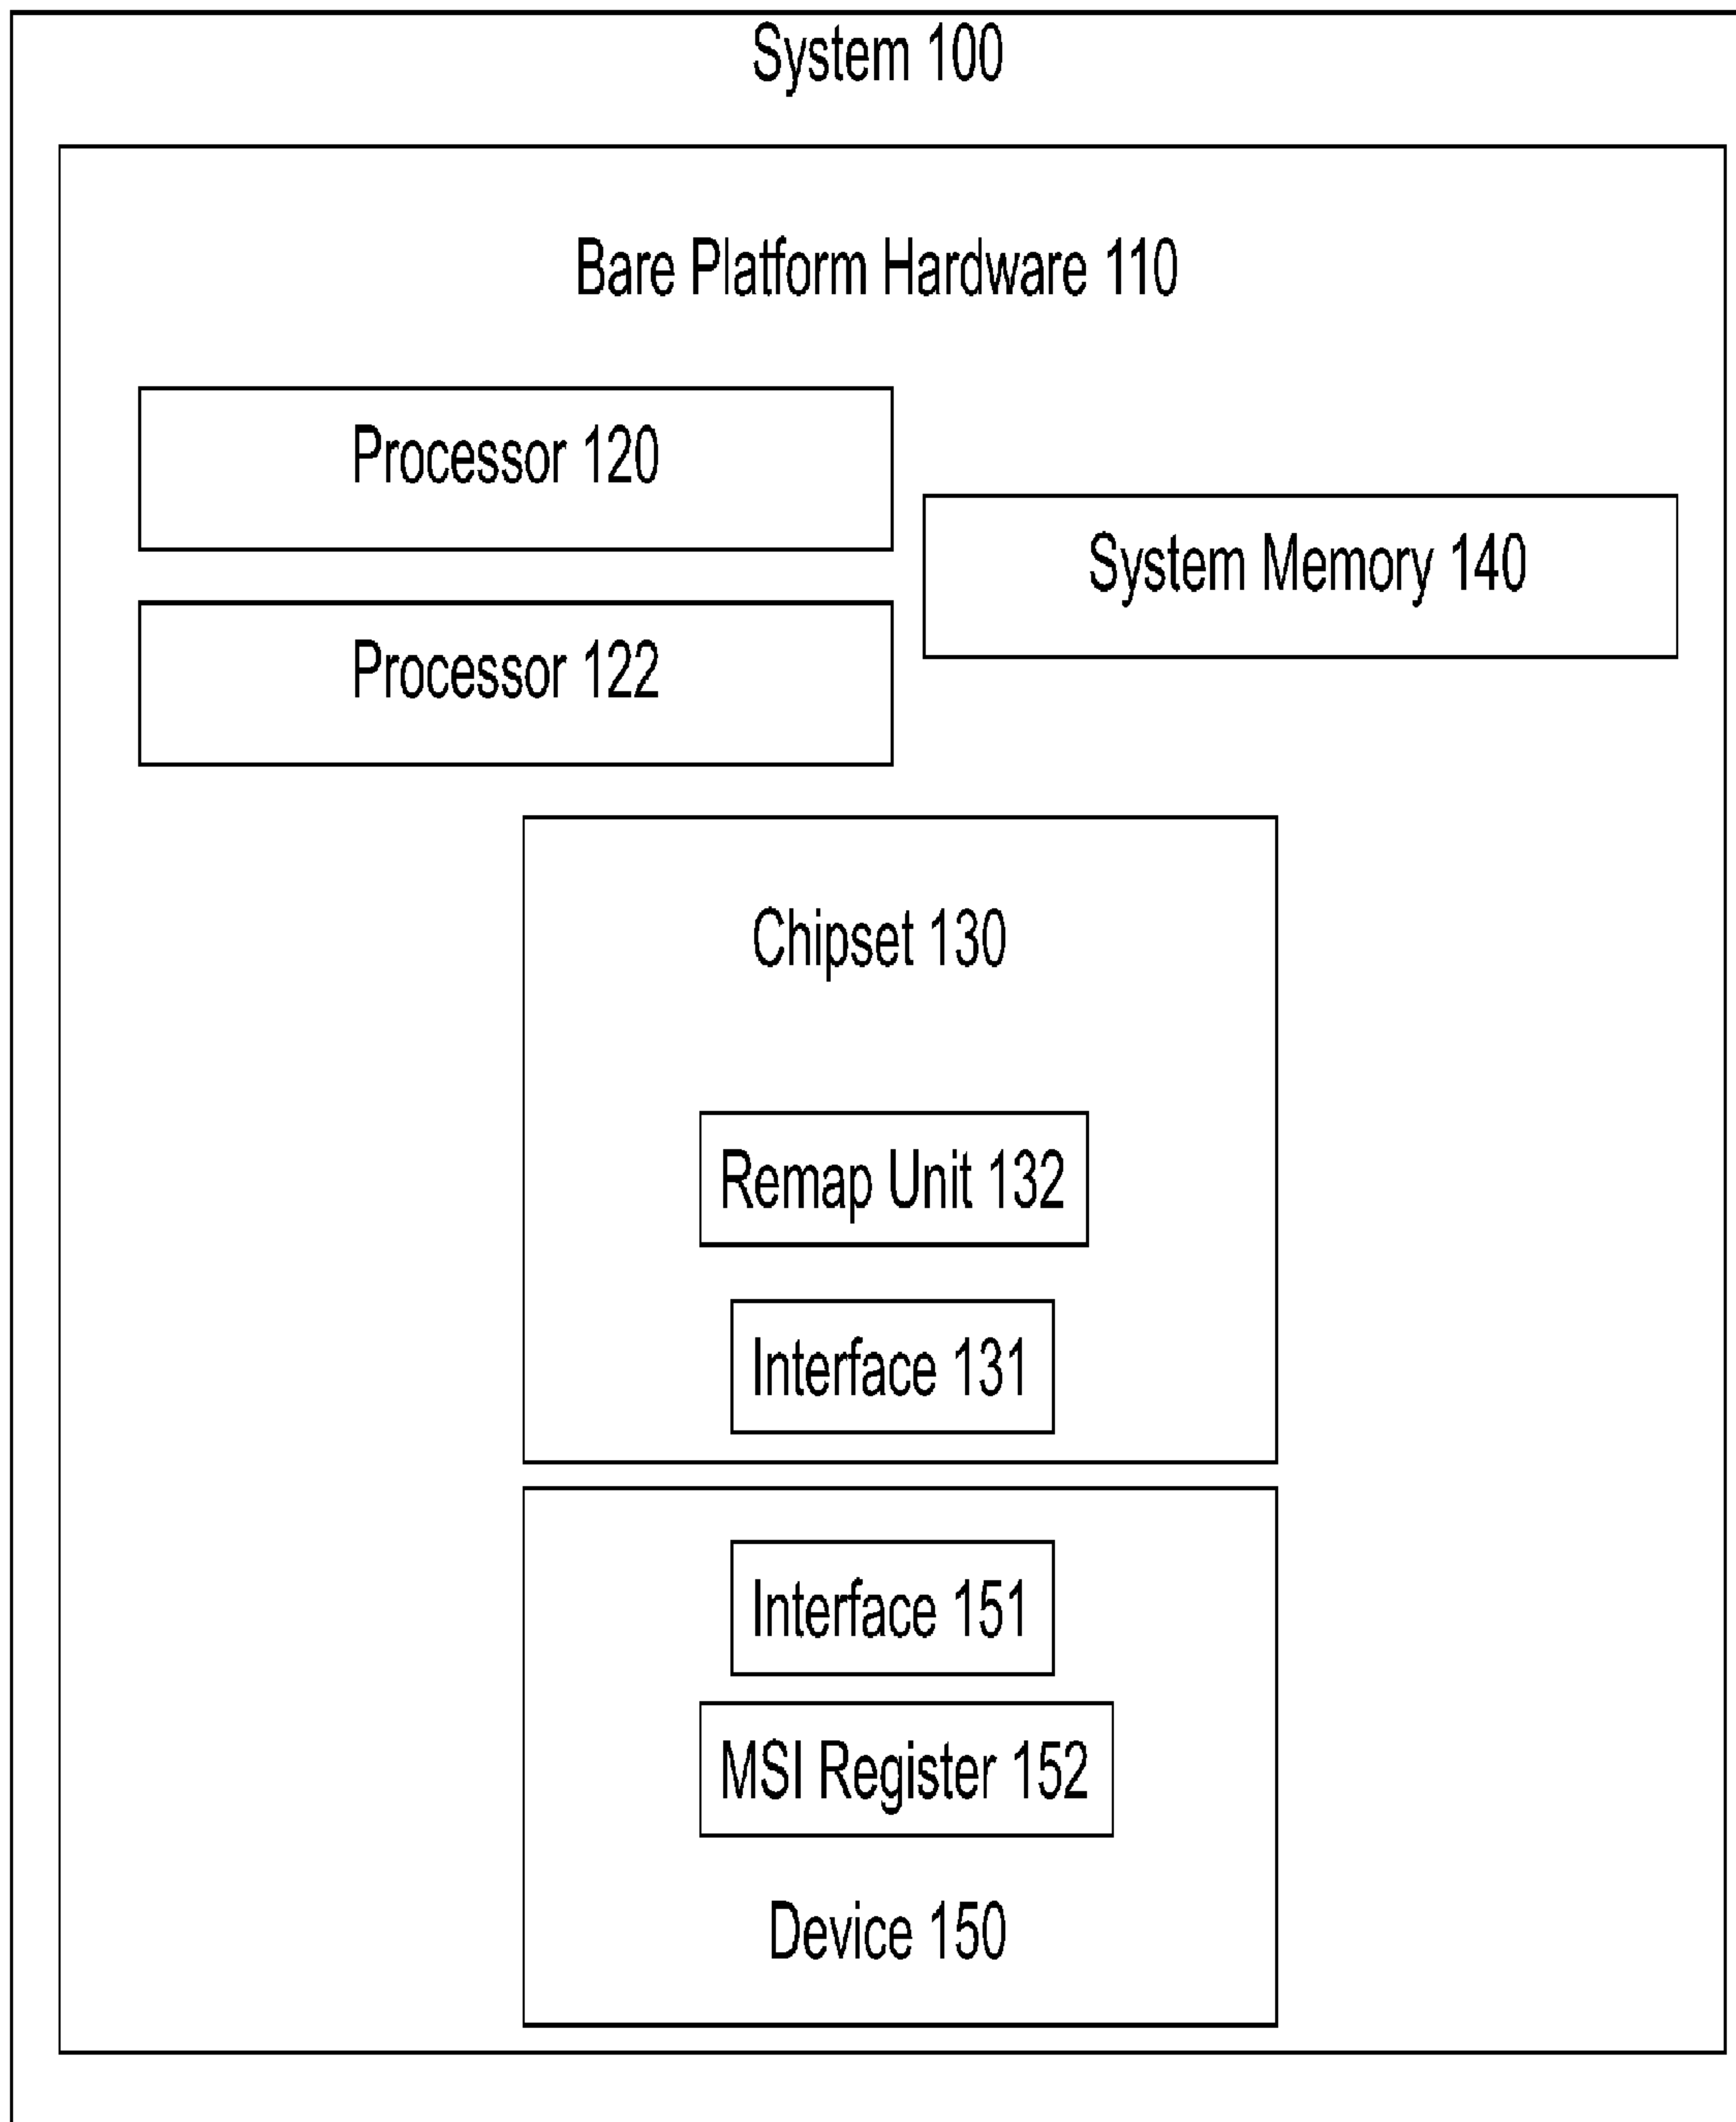 System 100
Bare Platform Hardware 110
Processor 120
System Memory 140
Processor 122
Chipset 130
Remap Unit 132
Interface 131
Interface 151
MSI Register 152
Device 150